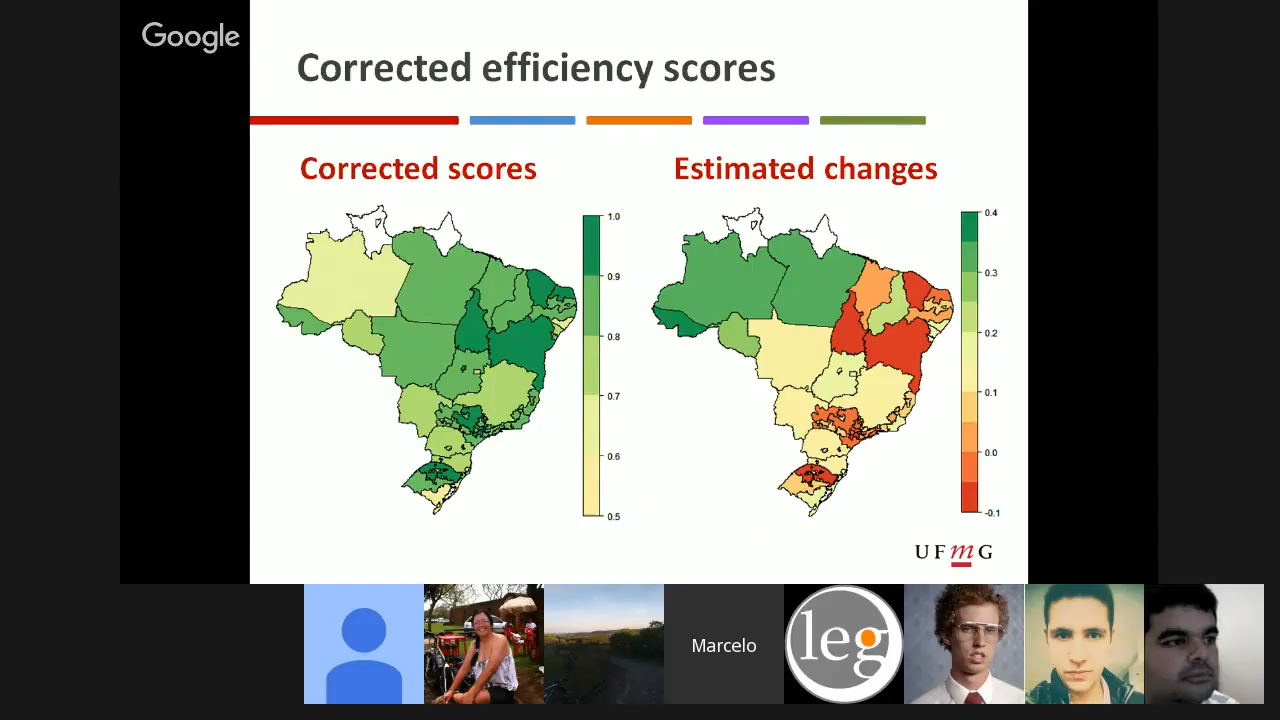 Google
Corrected efficiency scores
Corrected scores
Estimated changes
1.0
0.9
0.8
0.7
0.6
0.5
0.4
0.3
0.2
0.1
0.0
-0.1
UFmG
Marcelo
leg